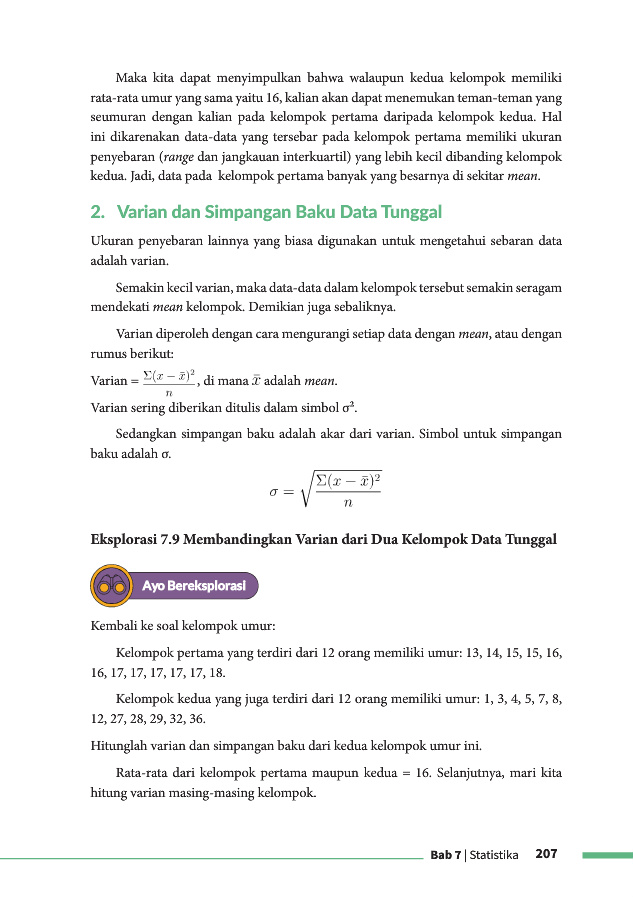 Maka kita dapat menyimpulkan bahwa walaupun kedua kelompok memiliki
rata-rata umur yang sama yaitu 16, kalian akan dapat menemukan teman-teman yang
seumuran dengan kalian pada kelompok pertama daripada kelompok kedua. Hal
ini dikarenakan data-data yang tersebar pada kelompok pertama memiliki ukuran
penyebaran (range dan jangkauan interkuartil) yang lebih kecil dibanding kelompok
kedua. Jadi, data pada kelompok pertama banyak yang besarnya di sekitar mean.
2. Varian dan Simpangan Baku Data Tunggal
Ukuran penyebaran lainnya yang biasa digunakan untuk mengetahui sebaran data
adalah varian.
Semakin kecil varian, maka data-data dalam kelompok tersebut semakin seragam
mendekati mean kelompok. Demikian juga sebaliknya.
Varian diperoleh dengan cara mengurangi setiap data dengan mean, atau dengan
rumus berikut:
Varian = Σ(x − x̄)²/n, di mana x̄ adalah mean.
Varian sering diberikan ditulis dalam simbol σ².
Sedangkan simpangan baku adalah akar dari varian. Simbol untuk simpangan
baku adalah σ.
σ = √(Σ(x − x̄)²/n)
Eksplorasi 7.9 Membandingkan Varian dari Dua Kelompok Data Tunggal
Ayo Bereksplorasi
Kembali ke soal kelompok umur:
Kelompok pertama yang terdiri dari 12 orang memiliki umur: 13, 14, 15, 15, 16,
16, 17, 17, 17, 17, 17, 18.
Kelompok kedua yang juga terdiri dari 12 orang memiliki umur: 1, 3, 4, 5, 7, 8,
12, 27, 28, 29, 32, 36.
Hitunglah varian dan simpangan baku dari kedua kelompok umur ini.
Rata-rata dari kelompok pertama maupun kedua = 16. Selanjutnya, mari kita
hitung varian masing-masing kelompok.
Bab 7 | Statistika 207